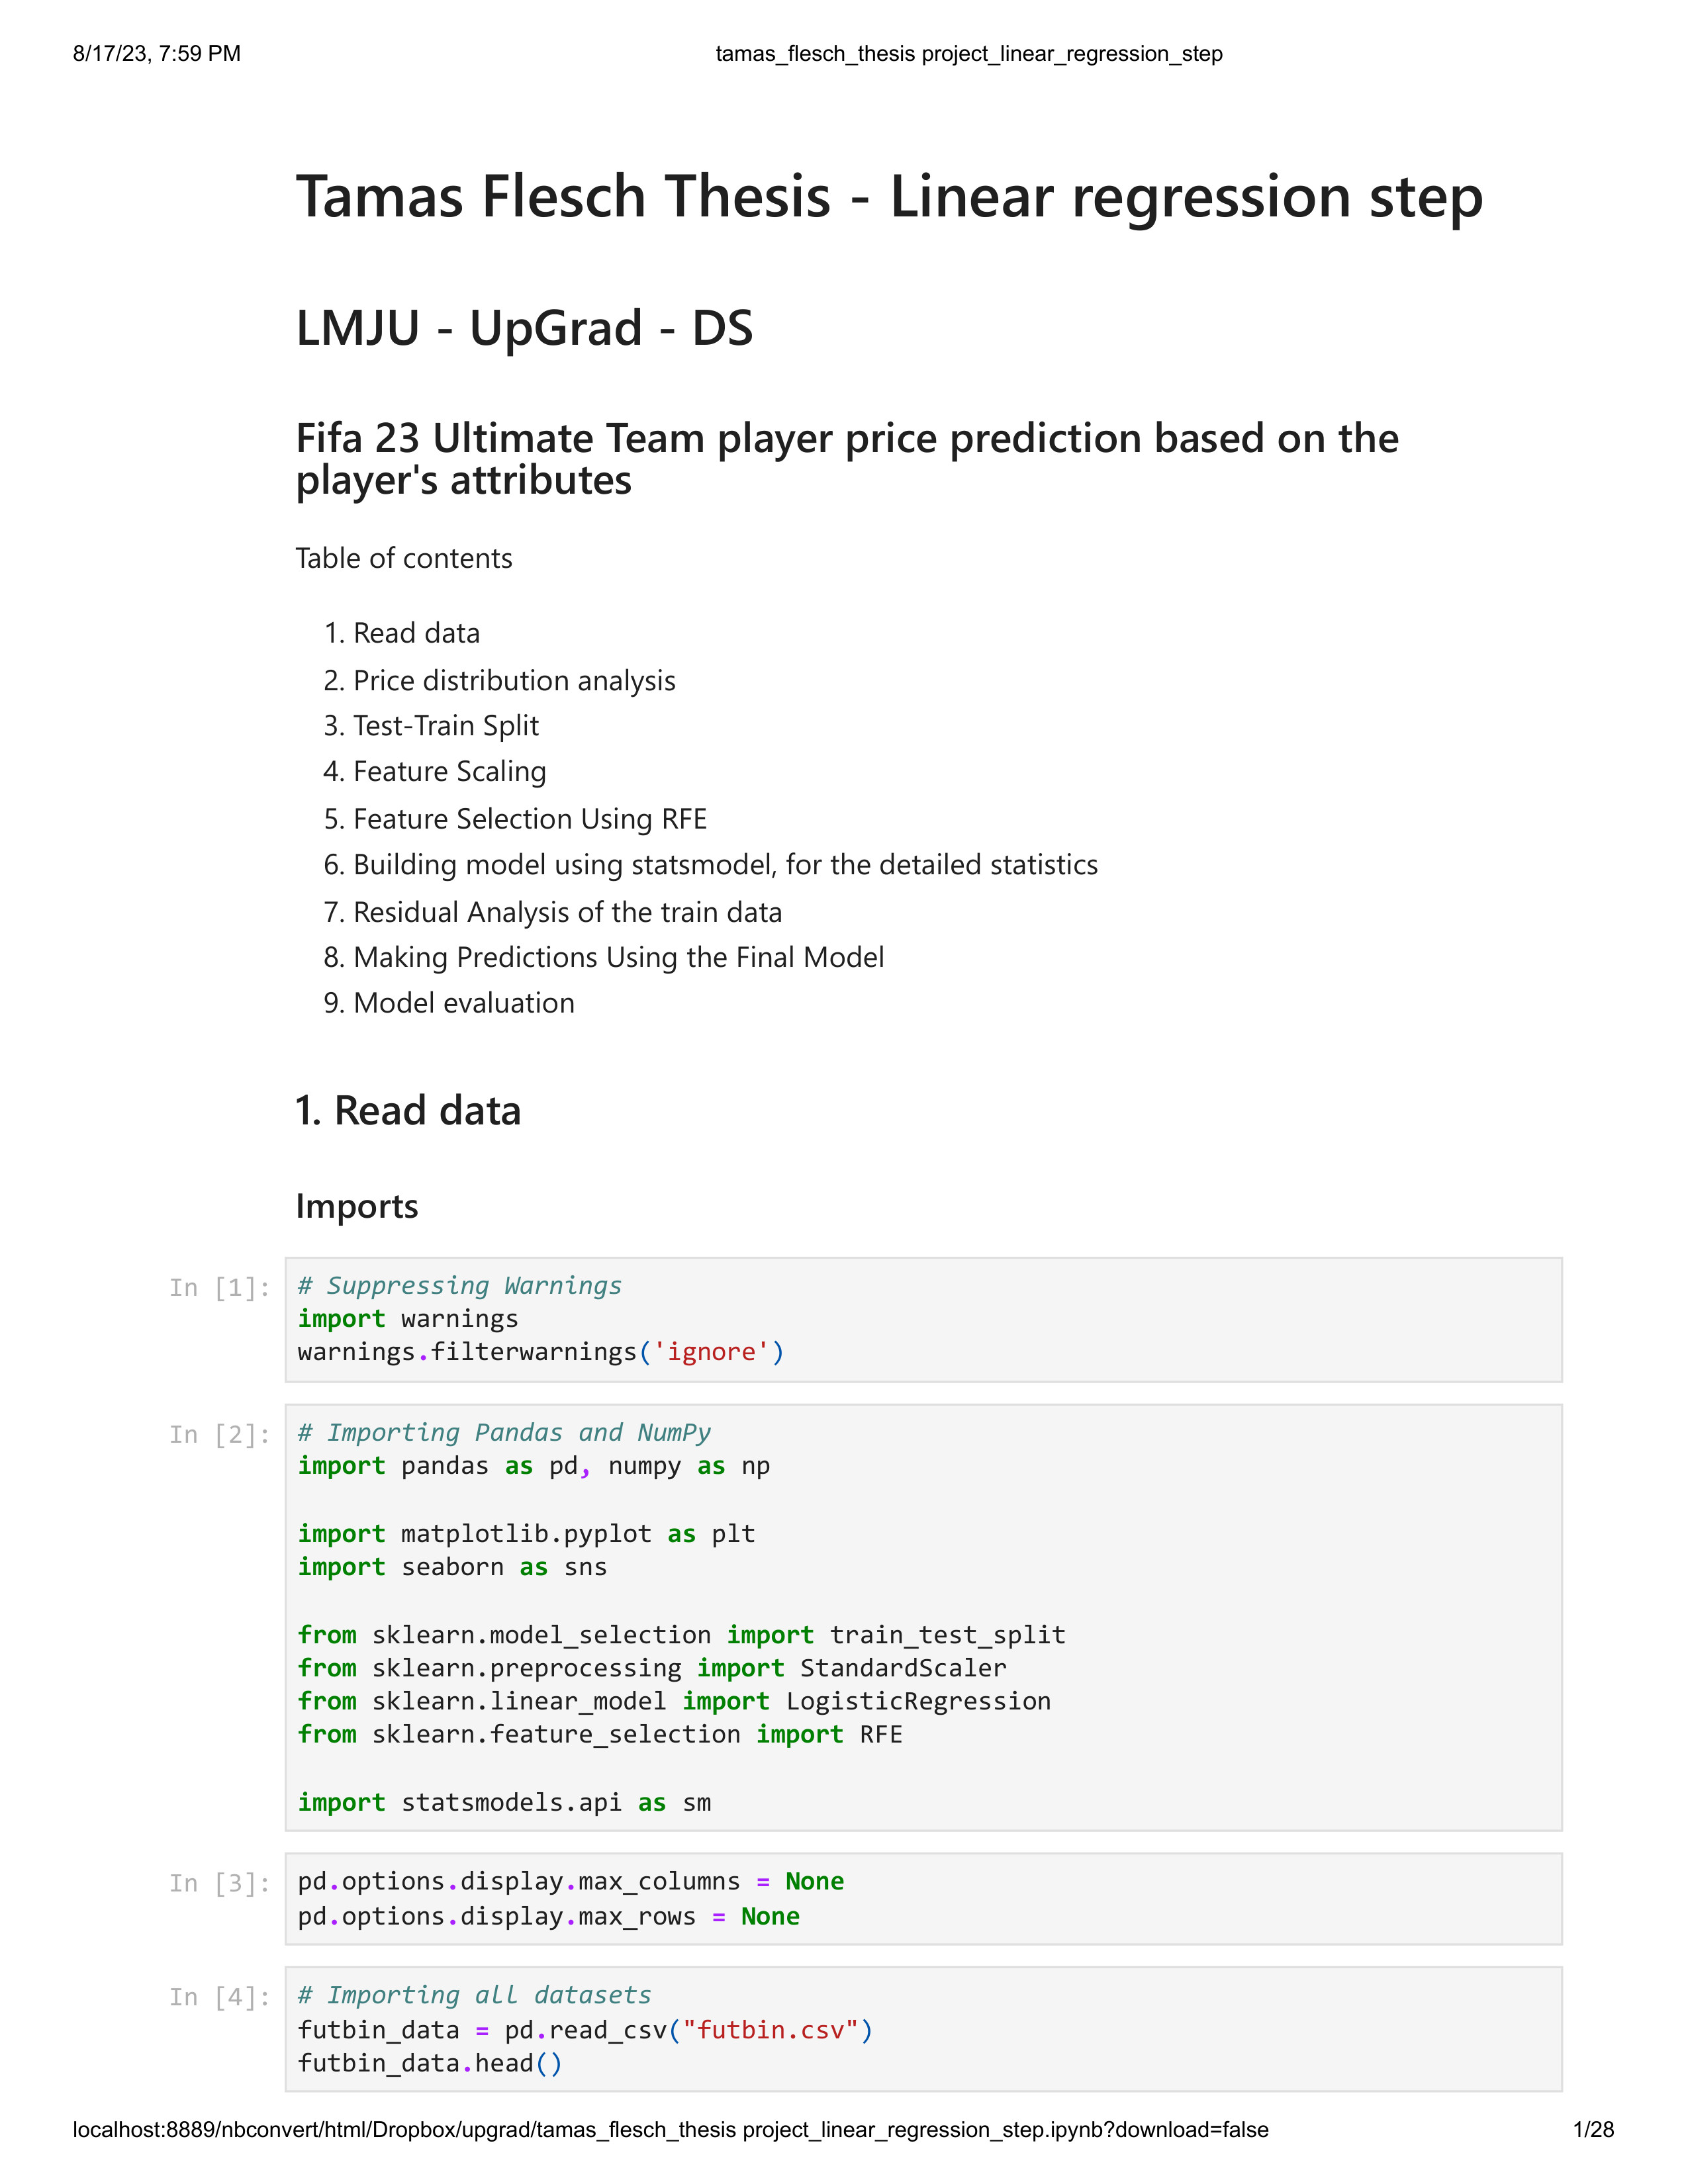 8/17/23, 7:59 PM
tamas_flesch_thesis project_linear_regression_step
Tamas Flesch Thesis - Linear regression step
LMJU - UpGrad - DS
Fifa 23 Ultimate Team player price prediction based on the
player's attributes
Table of contents
1. Read data
2. Price distribution analysis
3. Test-Train Split
4. Feature Scaling
5. Feature Selection Using RFE
6. Building model using statsmodel, for the detailed statistics
7. Residual Analysis of the train data
8. Making Predictions Using the Final Model
9. Model evaluation
1. Read data
Imports
In [1]:
# Suppressing Warnings
import warnings
warnings.filterwarnings('ignore')
In [2]:
# Importing Pandas and NumPy
import pandas as pd, numpy as np
import matplotlib.pyplot as plt
import seaborn as sns
from sklearn.model_selection import train_test_split
from sklearn.preprocessing import StandardScaler
from sklearn.linear_model import LogisticRegression
from sklearn.feature_selection import RFE
import statsmodels.api as sm
In [3]:
pd.options.display.max_columns = None
pd.options.display.max_rows = None
In [4]:
# Importing all datasets
futbin_data = pd.read_csv("futbin.csv")
futbin_data.head()
localhost:8889/nbconvert/html/Dropbox/upgrad/tamas_flesch_thesis project_linear_regression_step.ipynb?download=false
1/28